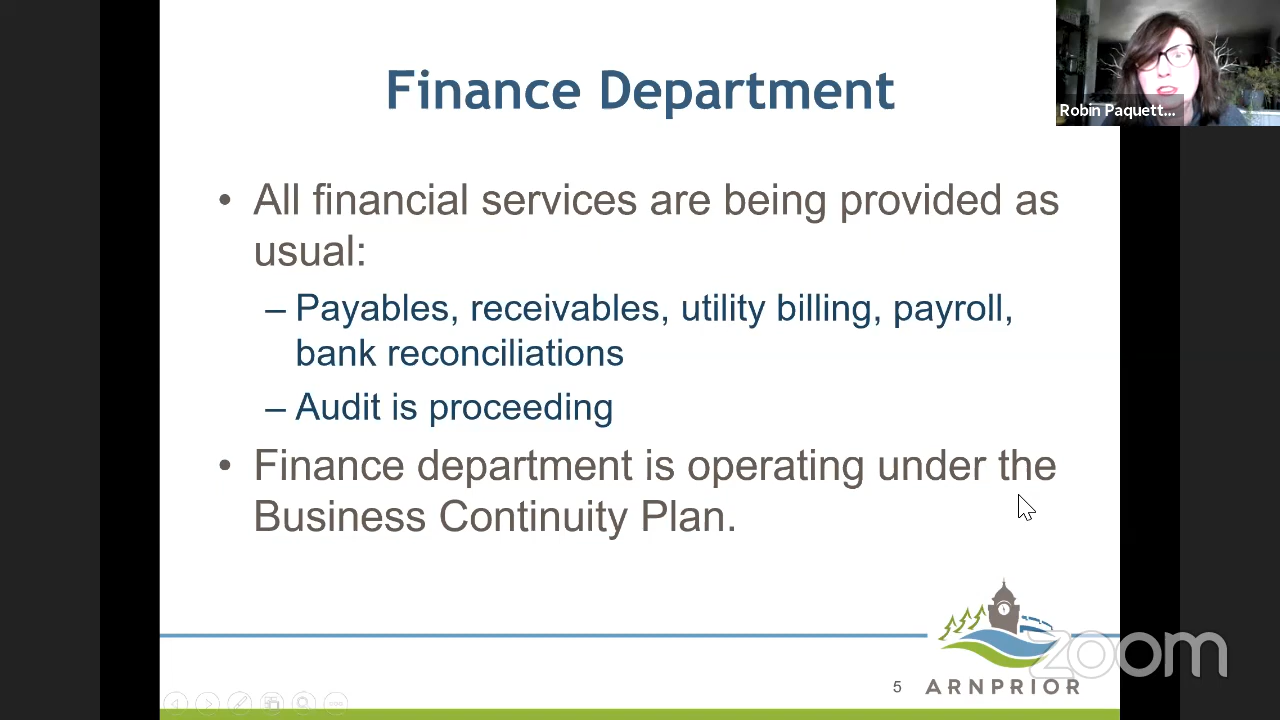 Finance Department
Robin Paquett...
• All financial services are being provided as
usual:
– Payables, receivables, utility billing, payroll,
bank reconciliations
– Audit is proceeding
• Finance department is operating under the
Business Continuity Plan.
zoom
5
ARNPRIOR